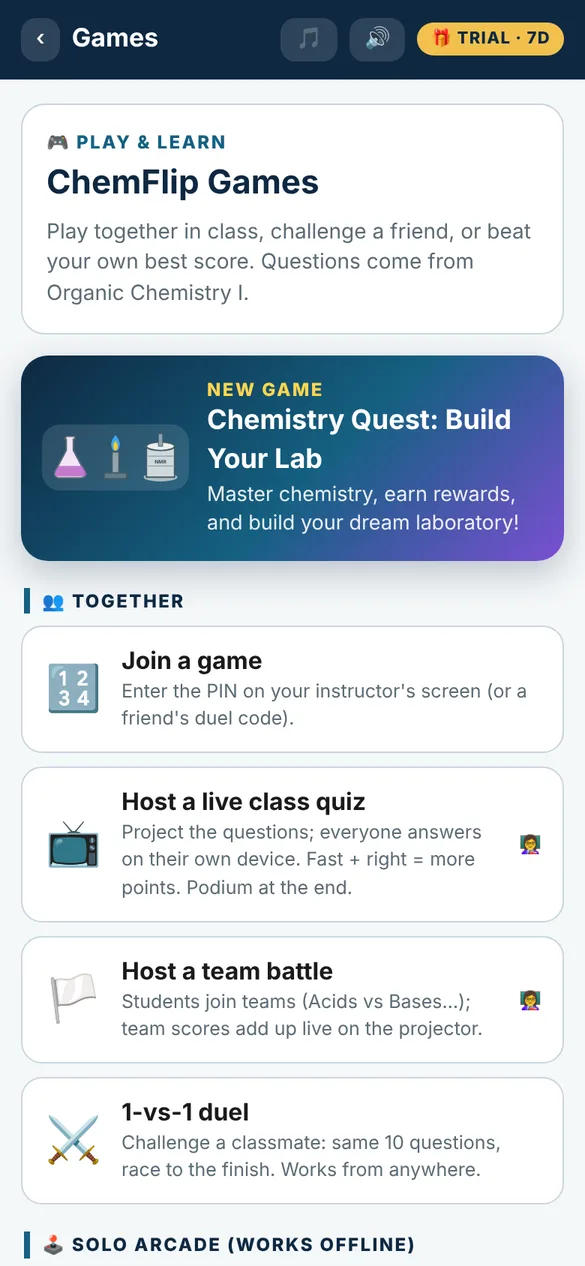 ‹ Games 🎵 🔊 🎁 TRIAL · 7D
🎮 PLAY & LEARN
ChemFlip Games
Play together in class, challenge a friend, or beat
your own best score. Questions come from
Organic Chemistry I.
NEW GAME
Chemistry Quest: Build
Your Lab
NMR
Master chemistry, earn rewards,
and build your dream laboratory!
👥 TOGETHER
Join a game
1 2
3 4
Enter the PIN on your instructor's screen (or a
friend's duel code).
Host a live class quiz
Project the questions; everyone answers
on their own device. Fast + right = more
points. Podium at the end.
Host a team battle
Students join teams (Acids vs Bases…);
team scores add up live on the projector.
1-vs-1 duel
Challenge a classmate: same 10 questions,
race to the finish. Works from anywhere.
🕹️ SOLO ARCADE (WORKS OFFLINE)